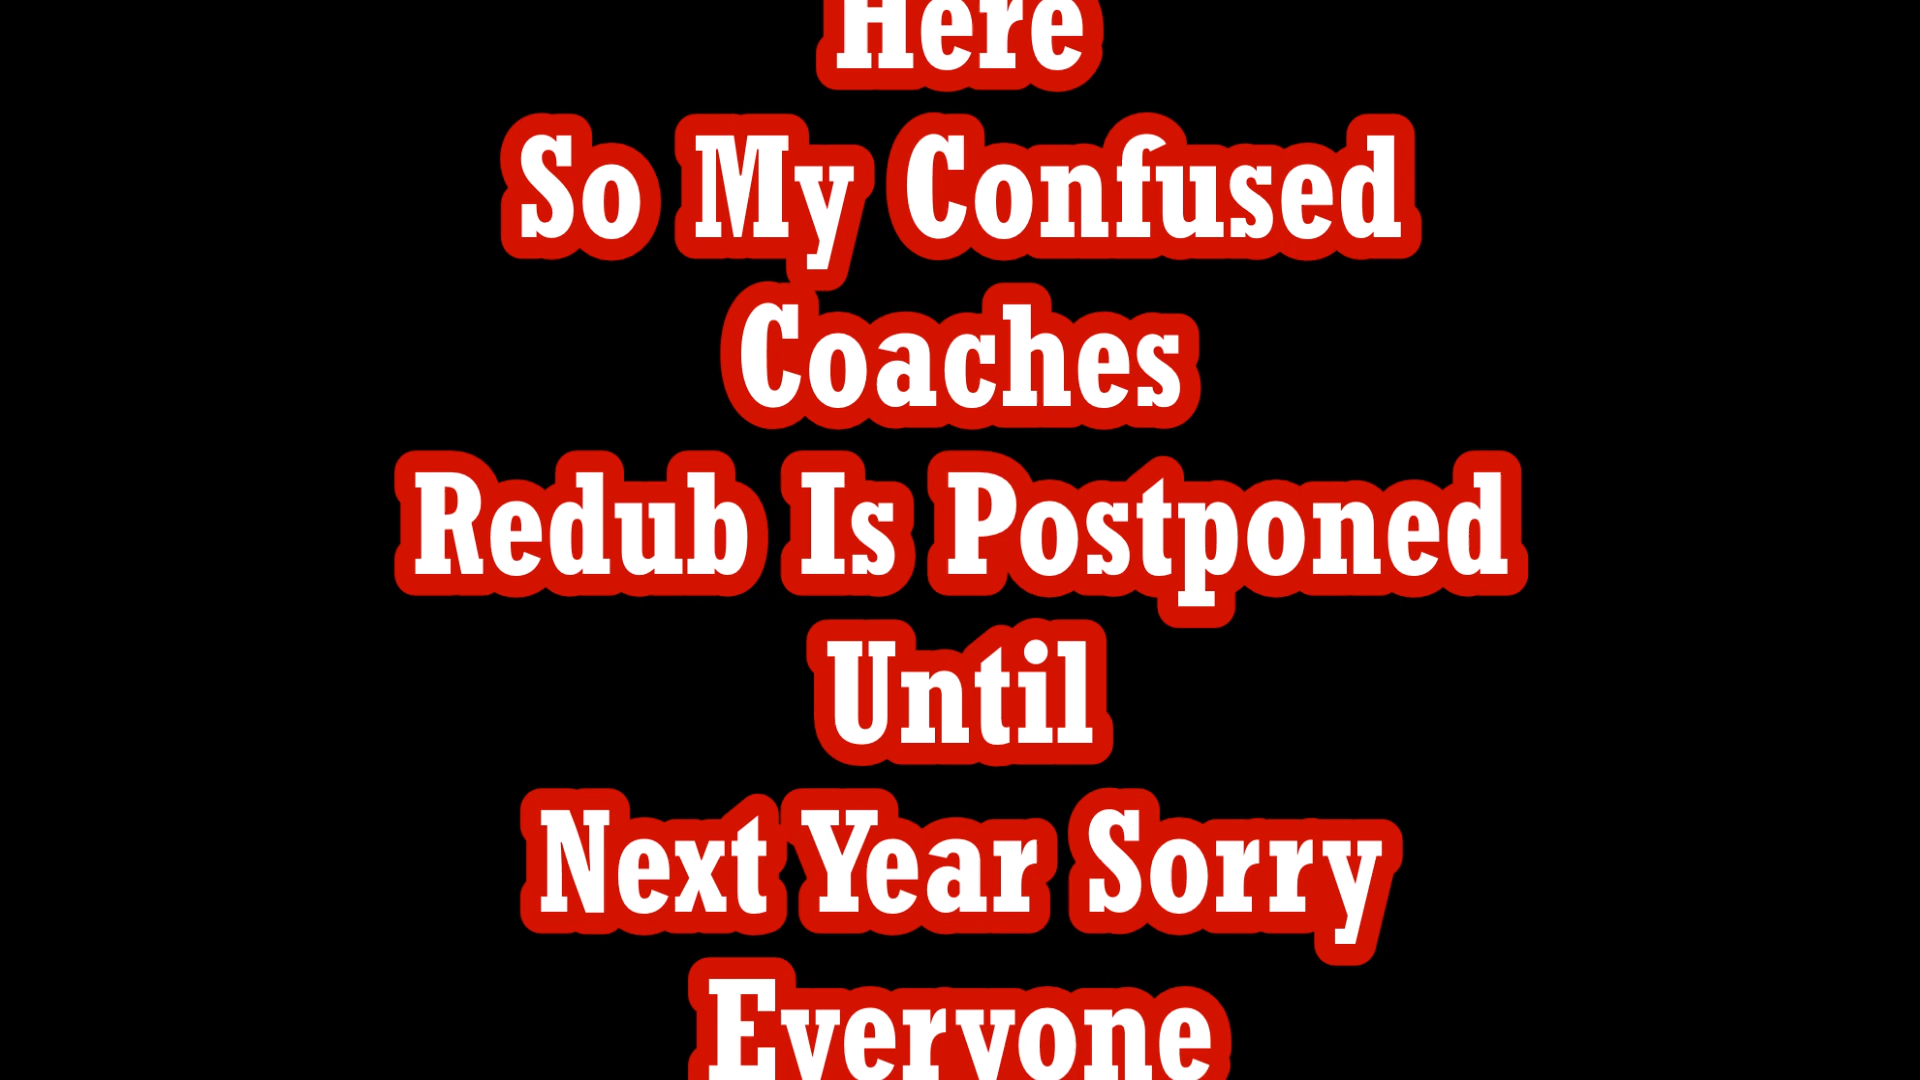 Here
So My Confused
Coaches
Redub Is Postponed
Until
Next Year Sorry
Everyone